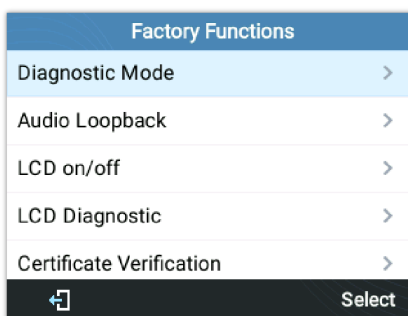 Factory Functions
Diagnostic Mode
Audio Loopback
LCD on/off
LCD Diagnostic
Certificate Verification
Select